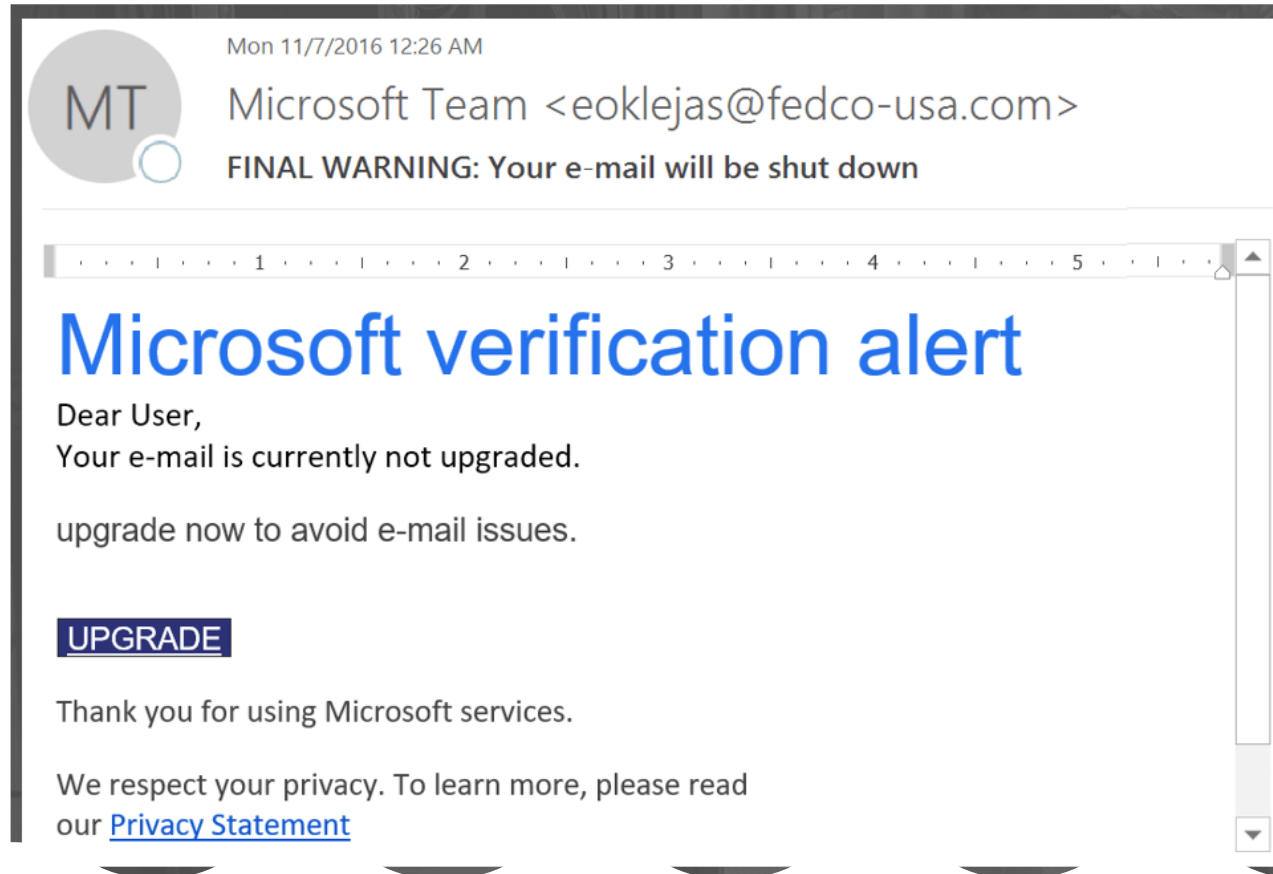 MT
Mon 11/7/2016 12:26 AM
Microsoft Team <eoklejas@fedco-usa.com>
FINAL WARNING: Your e-mail will be shut down
1 2 3 4 5
Microsoft verification alert
Dear User,
Your e-mail is currently not upgraded.
upgrade now to avoid e-mail issues.
UPGRADE
Thank you for using Microsoft services.
We respect your privacy. To learn more, please read
our Privacy Statement